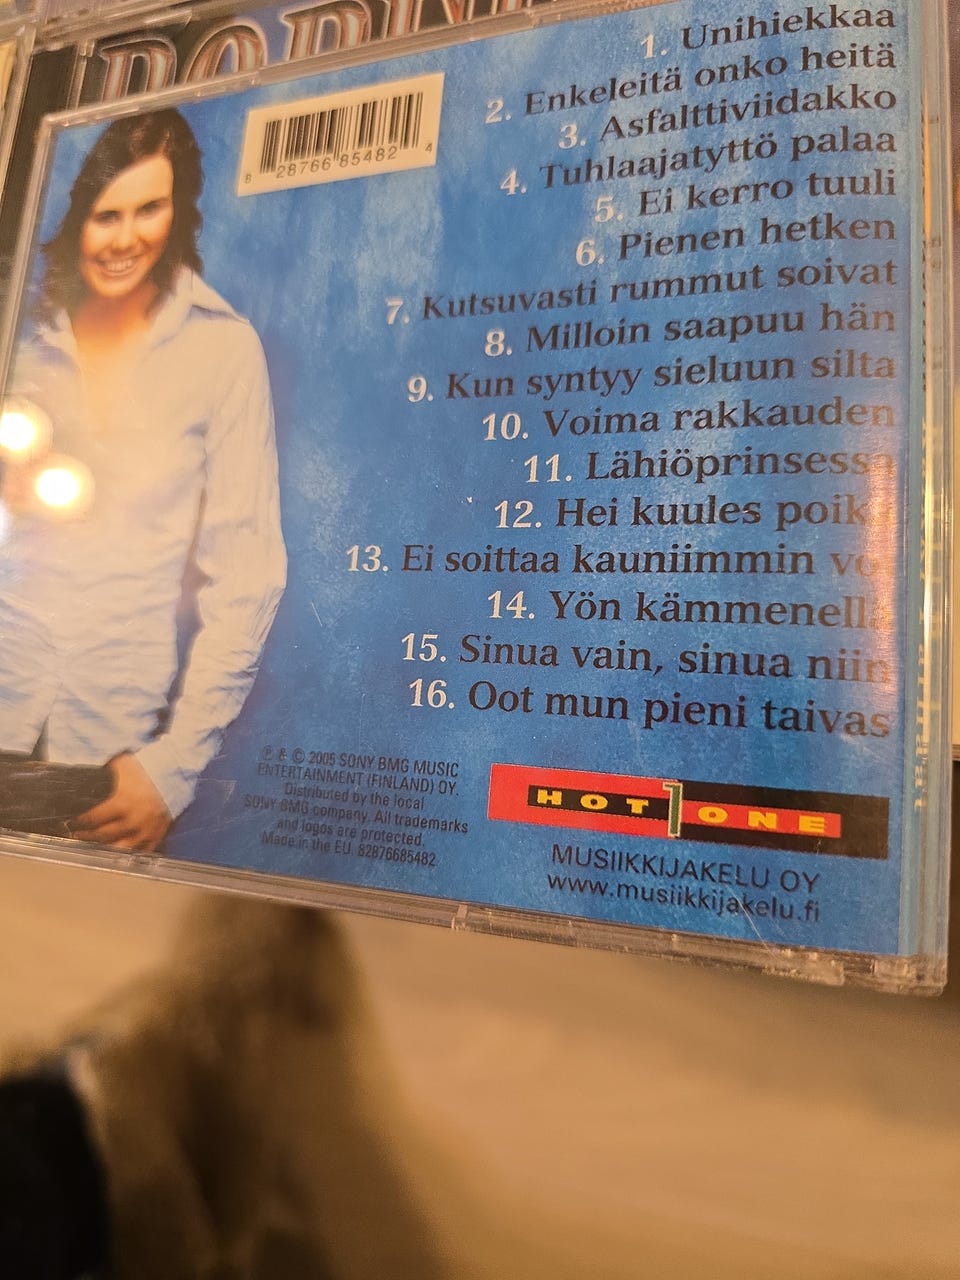 1. Unihiekkaa
2. Enkeleitä onko heitä
3. Asfalttiviidakko
4. Tuhlaajatyttö palaa
5. Ei kerro tuuli
6. Pienen hetken
7. Kutsuvasti rummut soivat
8. Milloin saapuu hän
9. Kun syntyy sieluun silta
10. Voima rakkauden
11. Lähiöprinsessa
12. Hei kuules poika
13. Ei soittaa kauniimmin voi
14. Yön kämmenellä
15. Sinua vain, sinua niin
16. Oot mun pieni taivas
8 28766 85482 4
℗ & © 2005 SONY BMG MUSIC
ENTERTAINMENT (FINLAND) OY.
Distributed by the local
SONY BMG company. All trademarks
and logos are protected.
Made in the EU. 82876685482
HOT 1 ONE
MUSIIKKIJAKELU OY
www.musiikkijakelu.fi